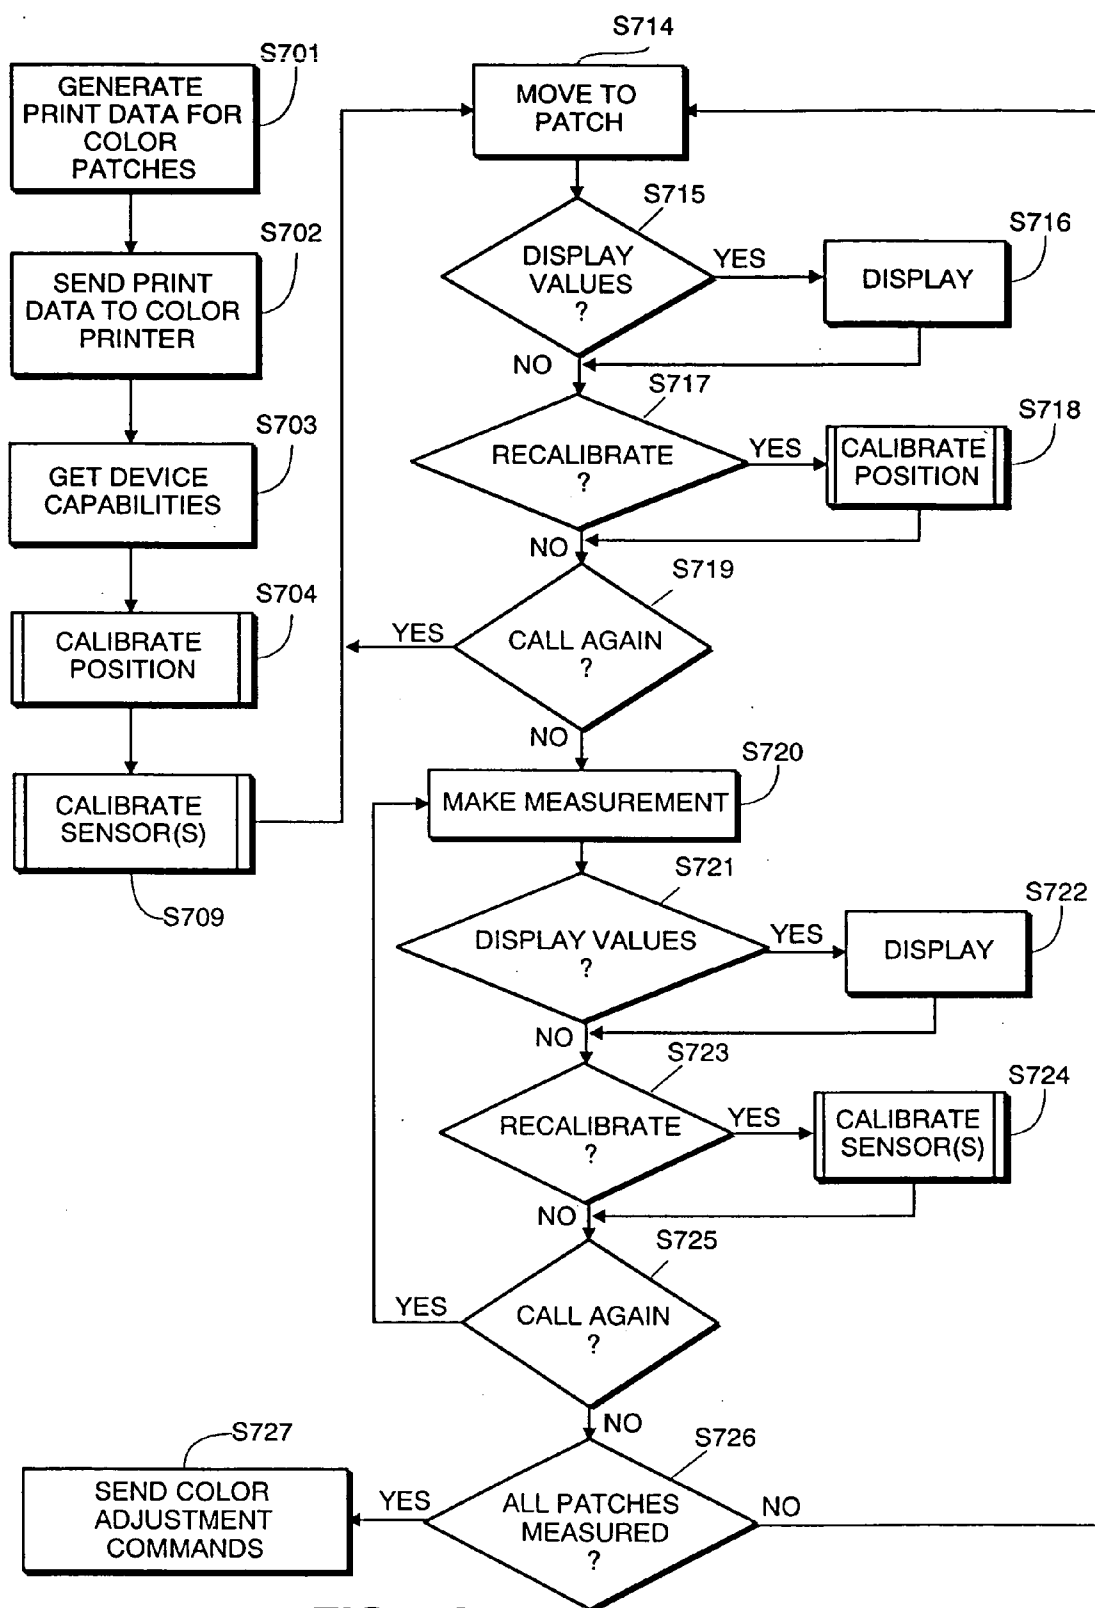 S701
GENERATE
PRINT DATA FOR
COLOR
PATCHES
S702
SEND PRINT
DATA TO COLOR
PRINTER
S703
GET DEVICE
CAPABILITIES
S704
CALIBRATE
POSITION
CALIBRATE
SENSOR(S)
S709
S714
MOVE TO
PATCH
S715
DISPLAY
VALUES
?
YES
S716
DISPLAY
NO
S717
RECALIBRATE
?
YES
S718
CALIBRATE
POSITION
NO
S719
CALL AGAIN
?
YES
NO
S720
MAKE MEASUREMENT
S721
DISPLAY VALUES
?
YES
S722
DISPLAY
NO
S723
RECALIBRATE
?
YES
S724
CALIBRATE
SENSOR(S)
NO
S725
CALL AGAIN
?
YES
NO
S726
ALL PATCHES
MEASURED
?
NO
YES
S727
SEND COLOR
ADJUSTMENT
COMMANDS